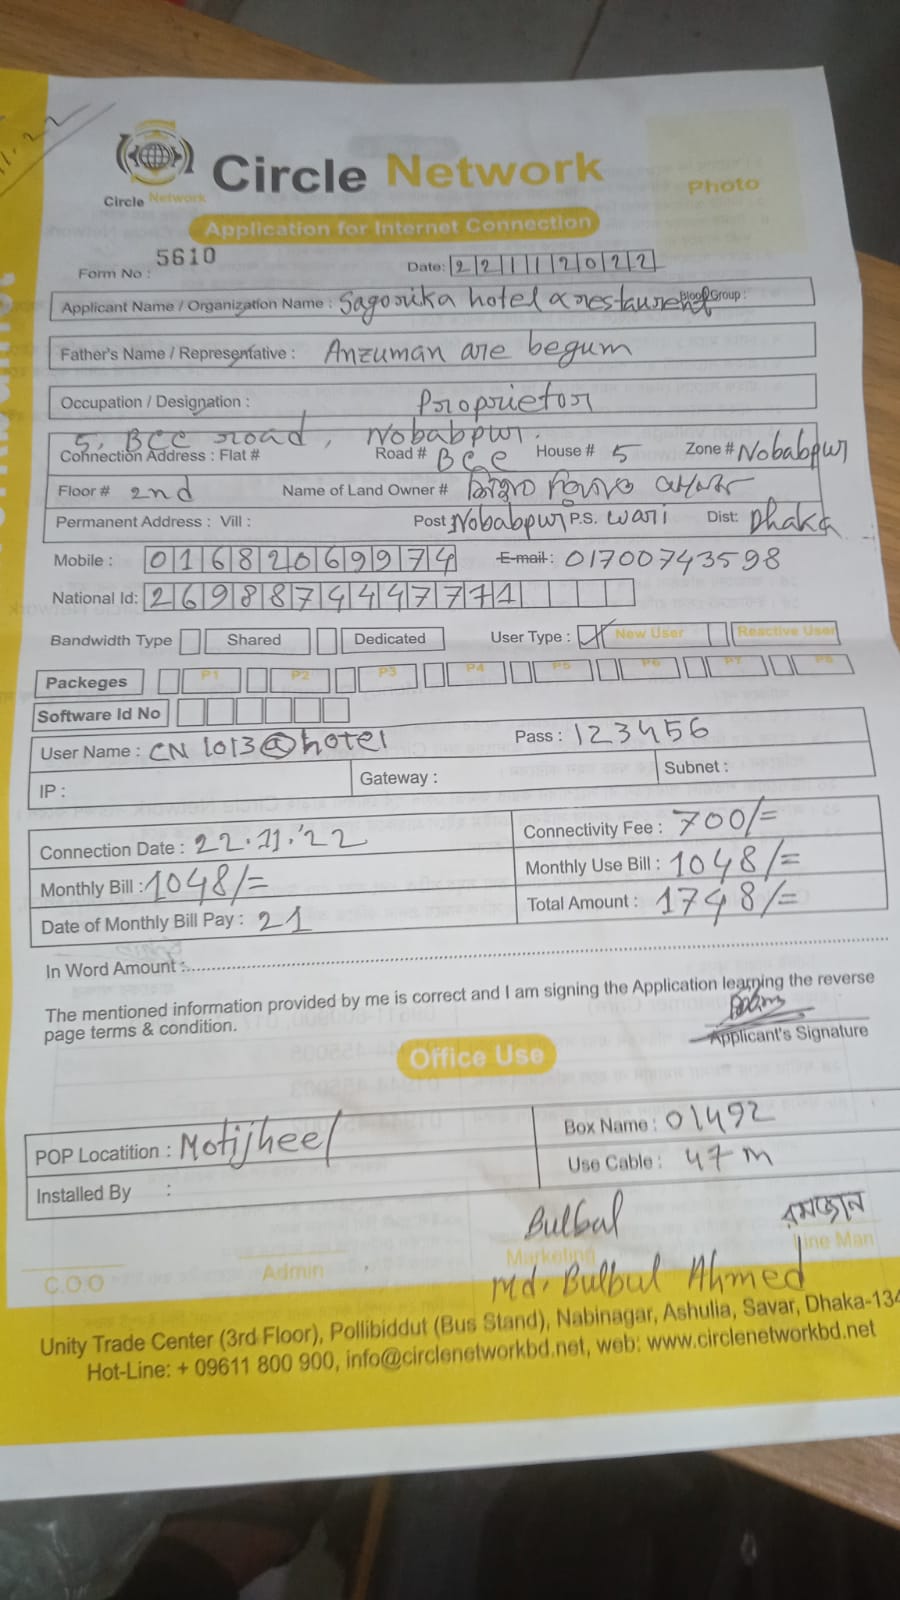 Circle Network
Circle Network
Photo
Application for Internet Connection
Form No : 5610
Date: 22112022
Applicant Name / Organization Name : Sagorika hotel & restaurent Blood Group :
Father's Name / Representative : Anzuman are begum
Occupation / Designation : Proprietor
5, BCC road, Nobabpur.
Connection Address : Flat # Road # BCC House # 5 Zone # Nobabpur
Floor # 2nd Name of Land Owner #
Permanent Address : Vill : Post Nobabpur P.S. wari Dist: Dhaka
Mobile : 01682069974 E-mail: 01700743598
National Id: 2698874447771
Bandwidth Type Shared Dedicated User Type : New User Reactive User
Packeges P1 P2 P3 P4 P5 P6 P7 P8
Software Id No
User Name : CN 1013@hotel Pass : 123456
IP : Gateway : Subnet :
Connection Date : 22.11.'22 Connectivity Fee : 700/=
Monthly Bill : 1048/= Monthly Use Bill : 1048/=
Date of Monthly Bill Pay : 21 Total Amount : 1748/=
In Word Amount :
The mentioned information provided by me is correct and I am signing the Application learning the reverse
page terms & condition.
Applicant's Signature
Office Use
POP Locatition : Motijheel Box Name : 01492
Installed By : Use Cable : 47 m
Bulbul রমজান
C.O.O Admin Marketing Line Man
Md. Bulbul Ahmed
Unity Trade Center (3rd Floor), Pollibiddut (Bus Stand), Nabinagar, Ashulia, Savar, Dhaka-134
Hot-Line: + 09611 800 900, info@circlenetworkbd.net, web: www.circlenetworkbd.net